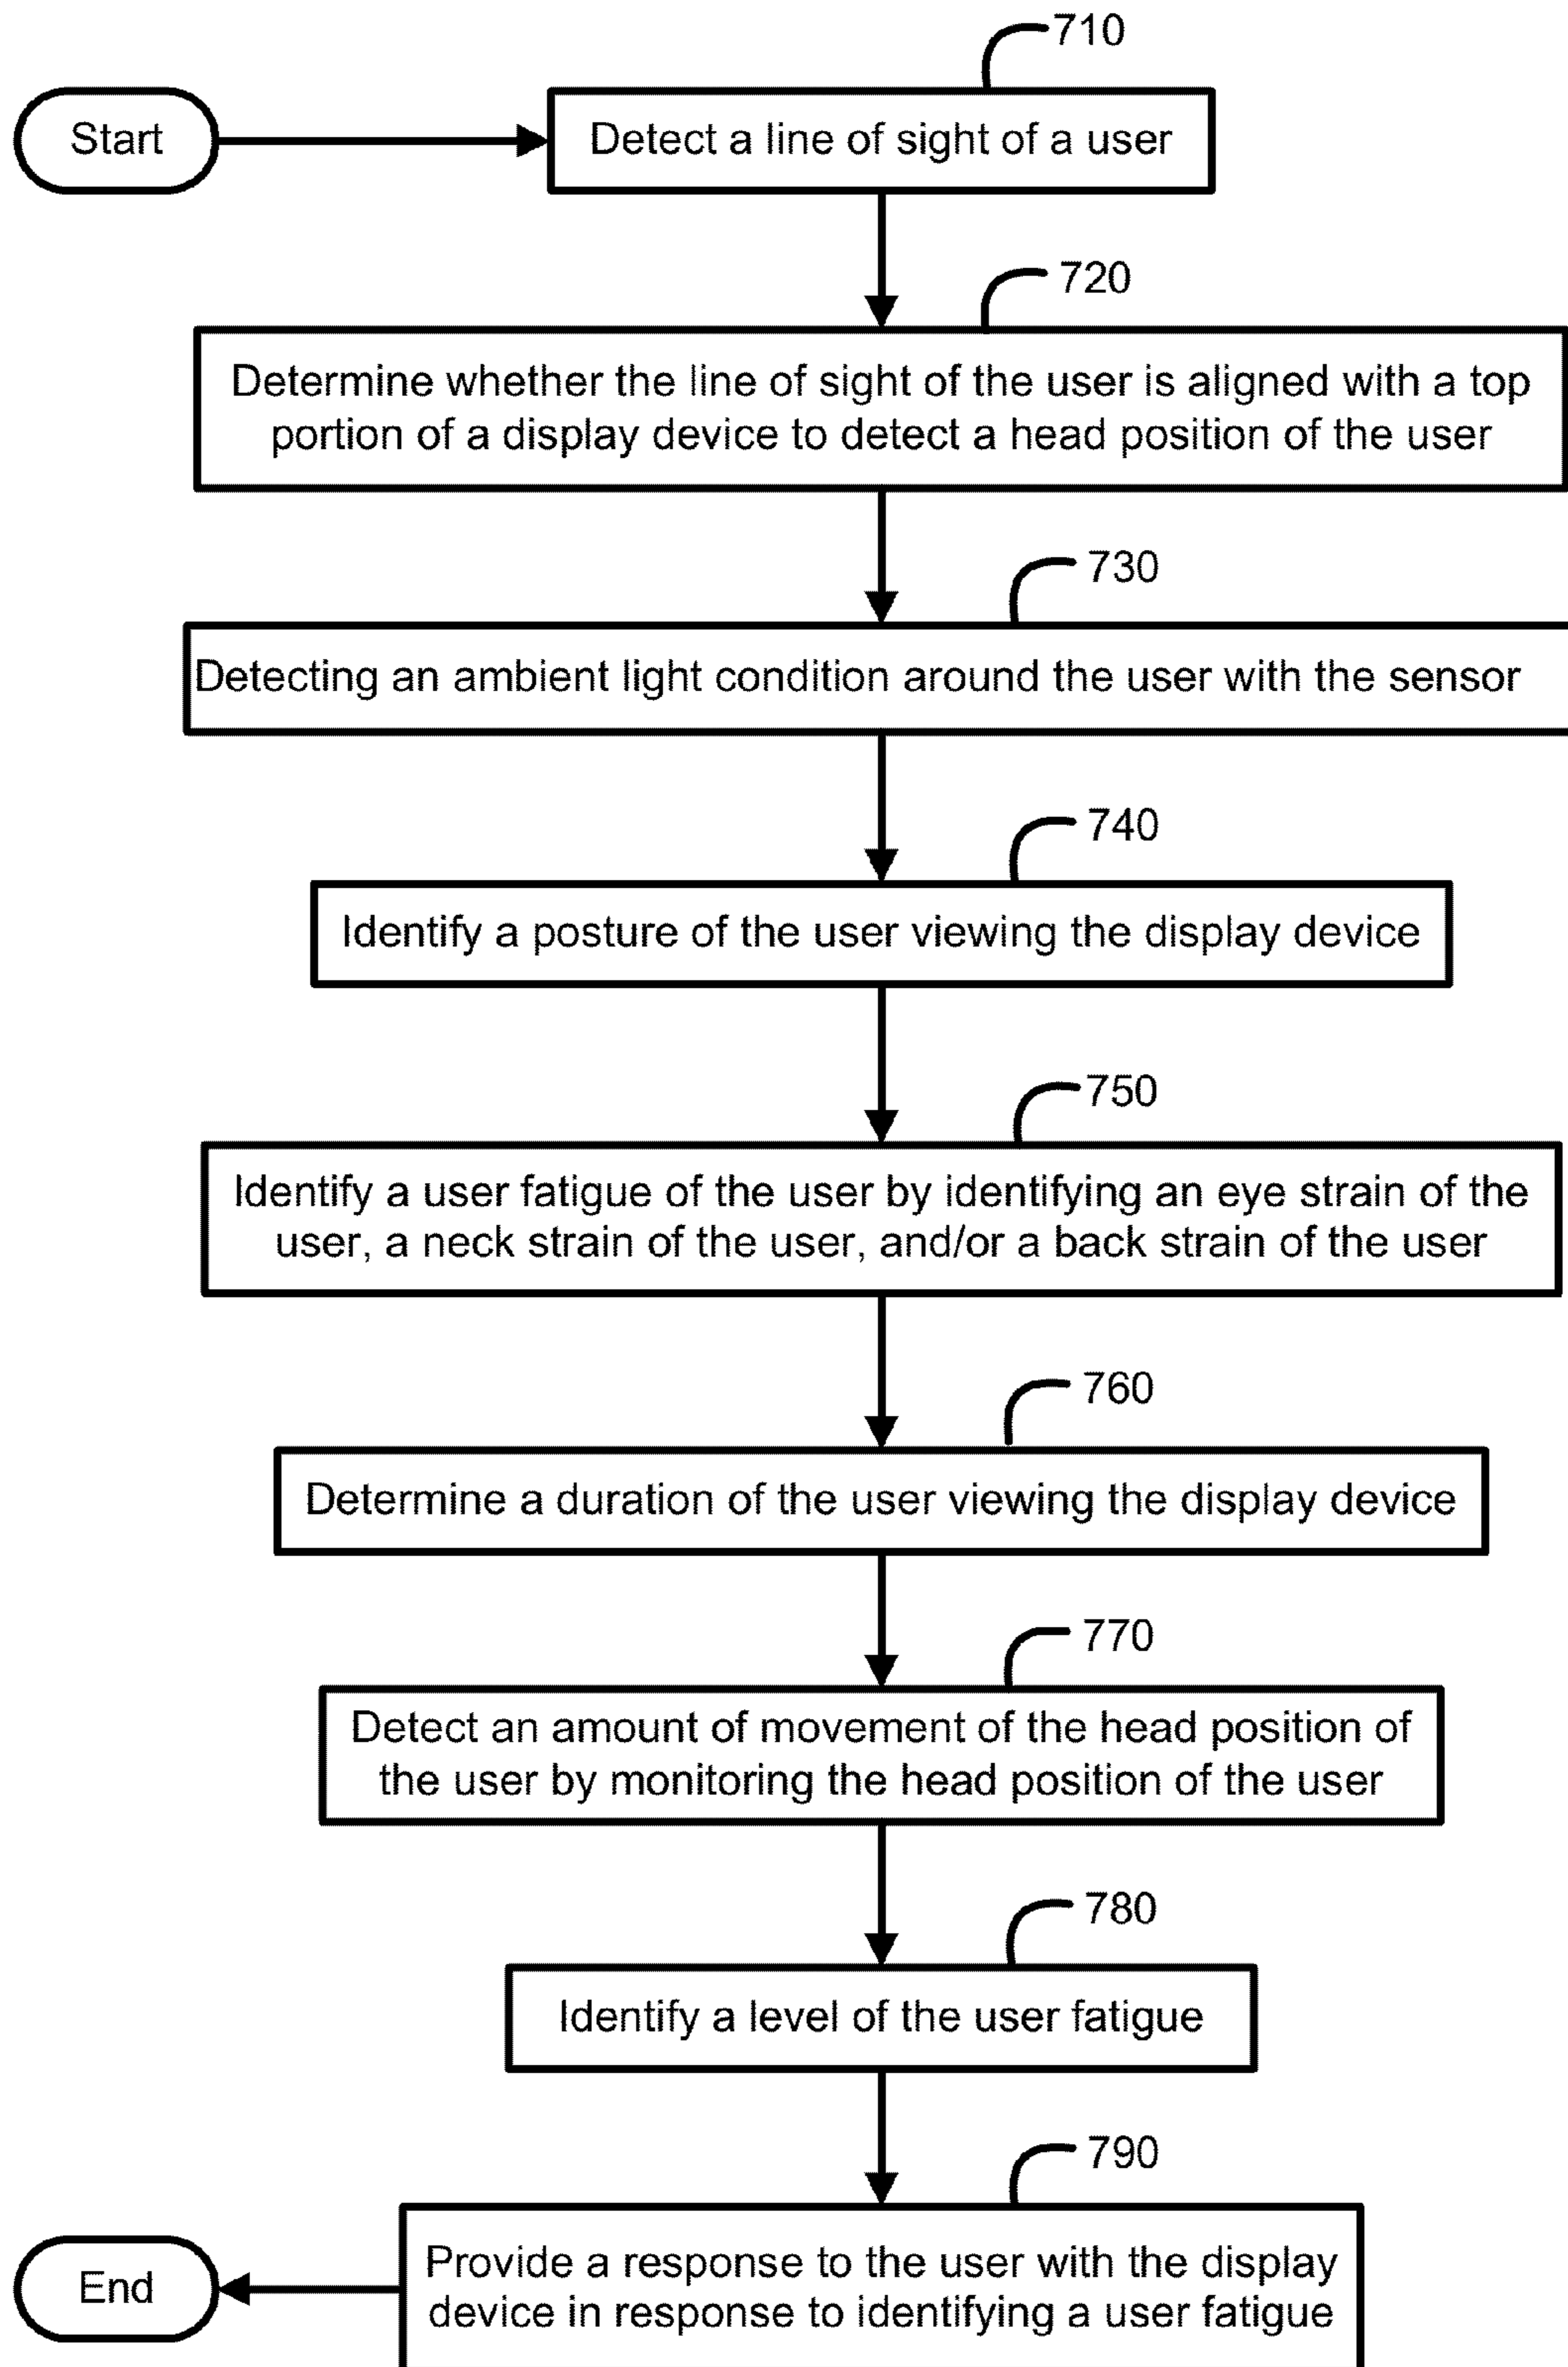 710
Start
Detect a line of sight of a user
720
Determine whether the line of sight of the user is aligned with a top
portion of a display device to detect a head position of the user
730
Detecting an ambient light condition around the user with the sensor
740
Identify a posture of the user viewing the display device
750
Identify a user fatigue of the user by identifying an eye strain of the
user, a neck strain of the user, and/or a back strain of the user
760
Determine a duration of the user viewing the display device
770
Detect an amount of movement of the head position of
the user by monitoring the head position of the user
780
Identify a level of the user fatigue
790
Provide a response to the user with the display
device in response to identifying a user fatigue
End